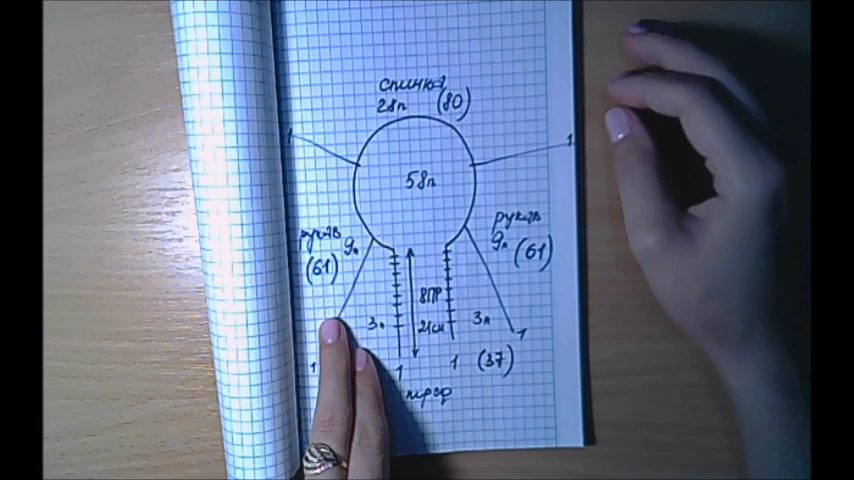 спинка
28п (80)
1
1
58п
рукав
9п
(61)
рукав
9п (61)
8ПР
21см
3п
3п
1
1
1
1 (37)
перед